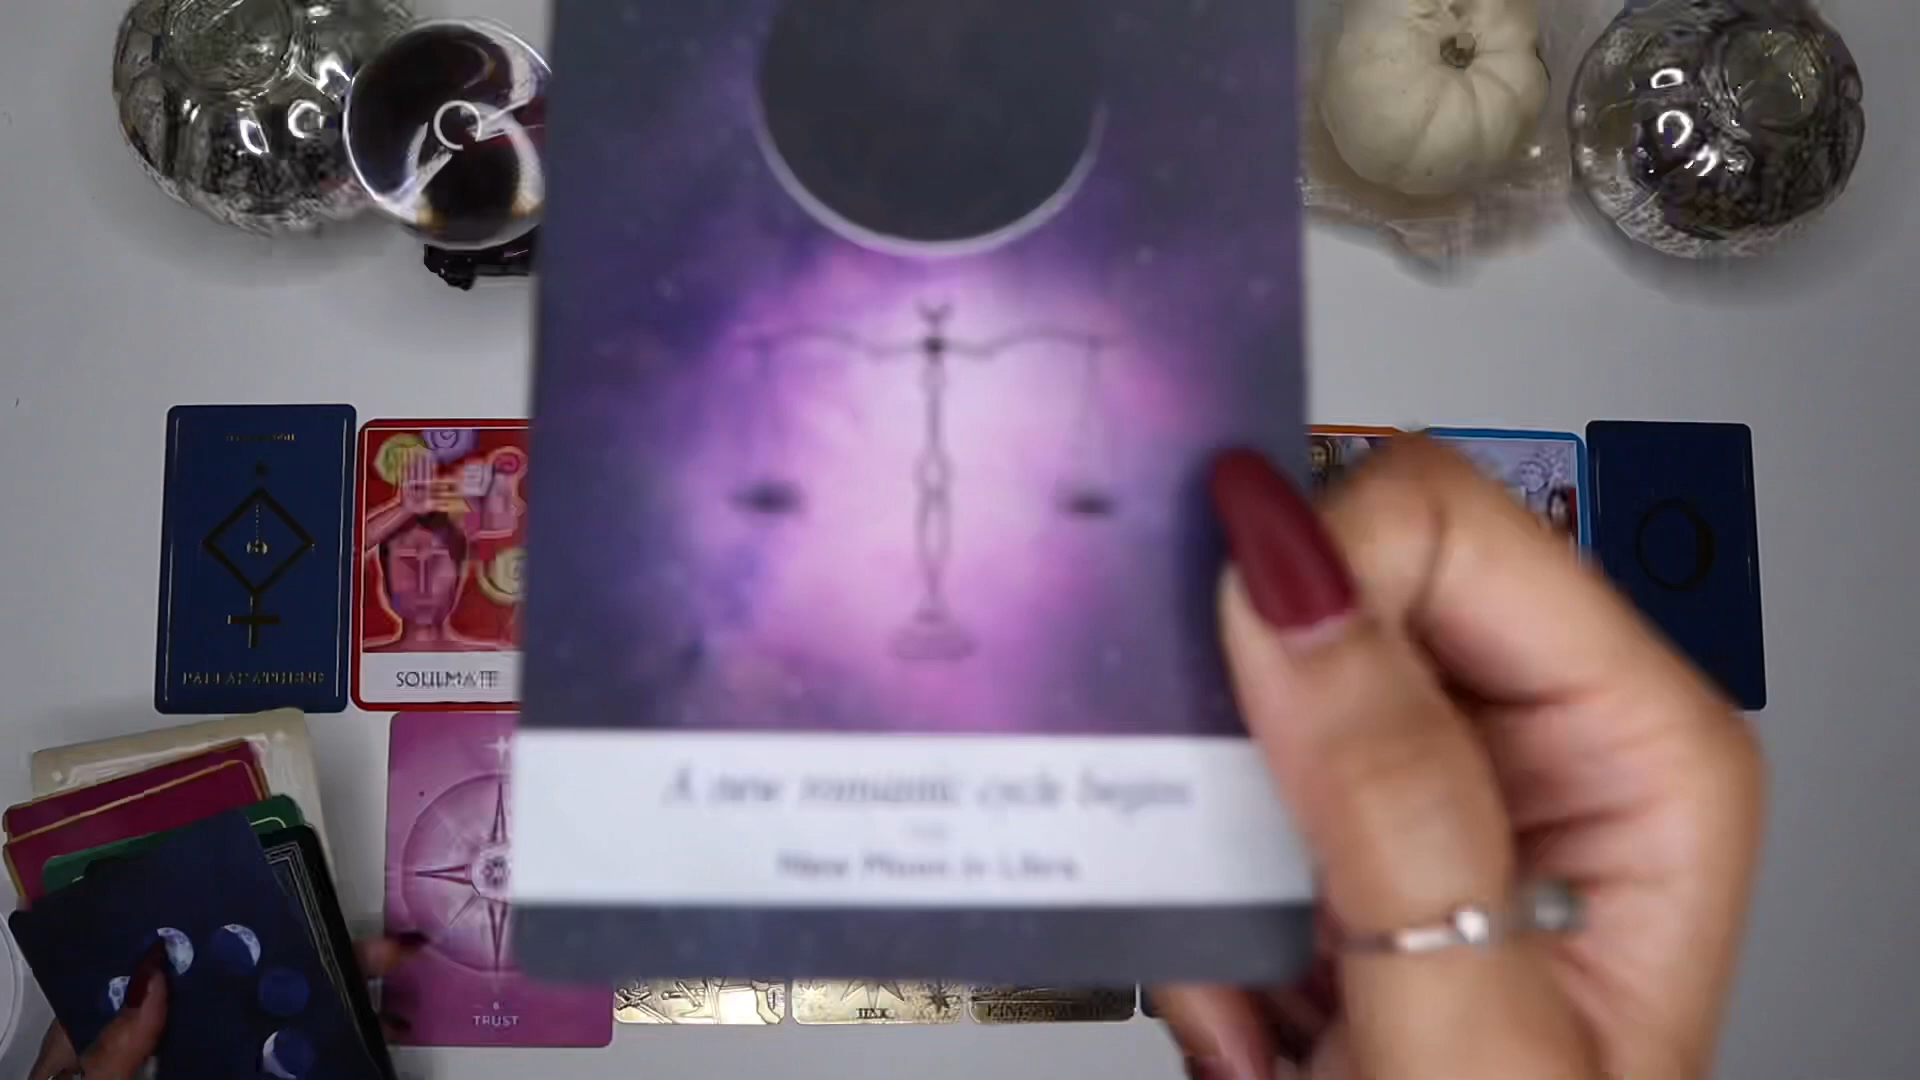 PALLAS ATHENE
SOULMATE
A new romantic cycle begins
New Moon in Libra
TRUST